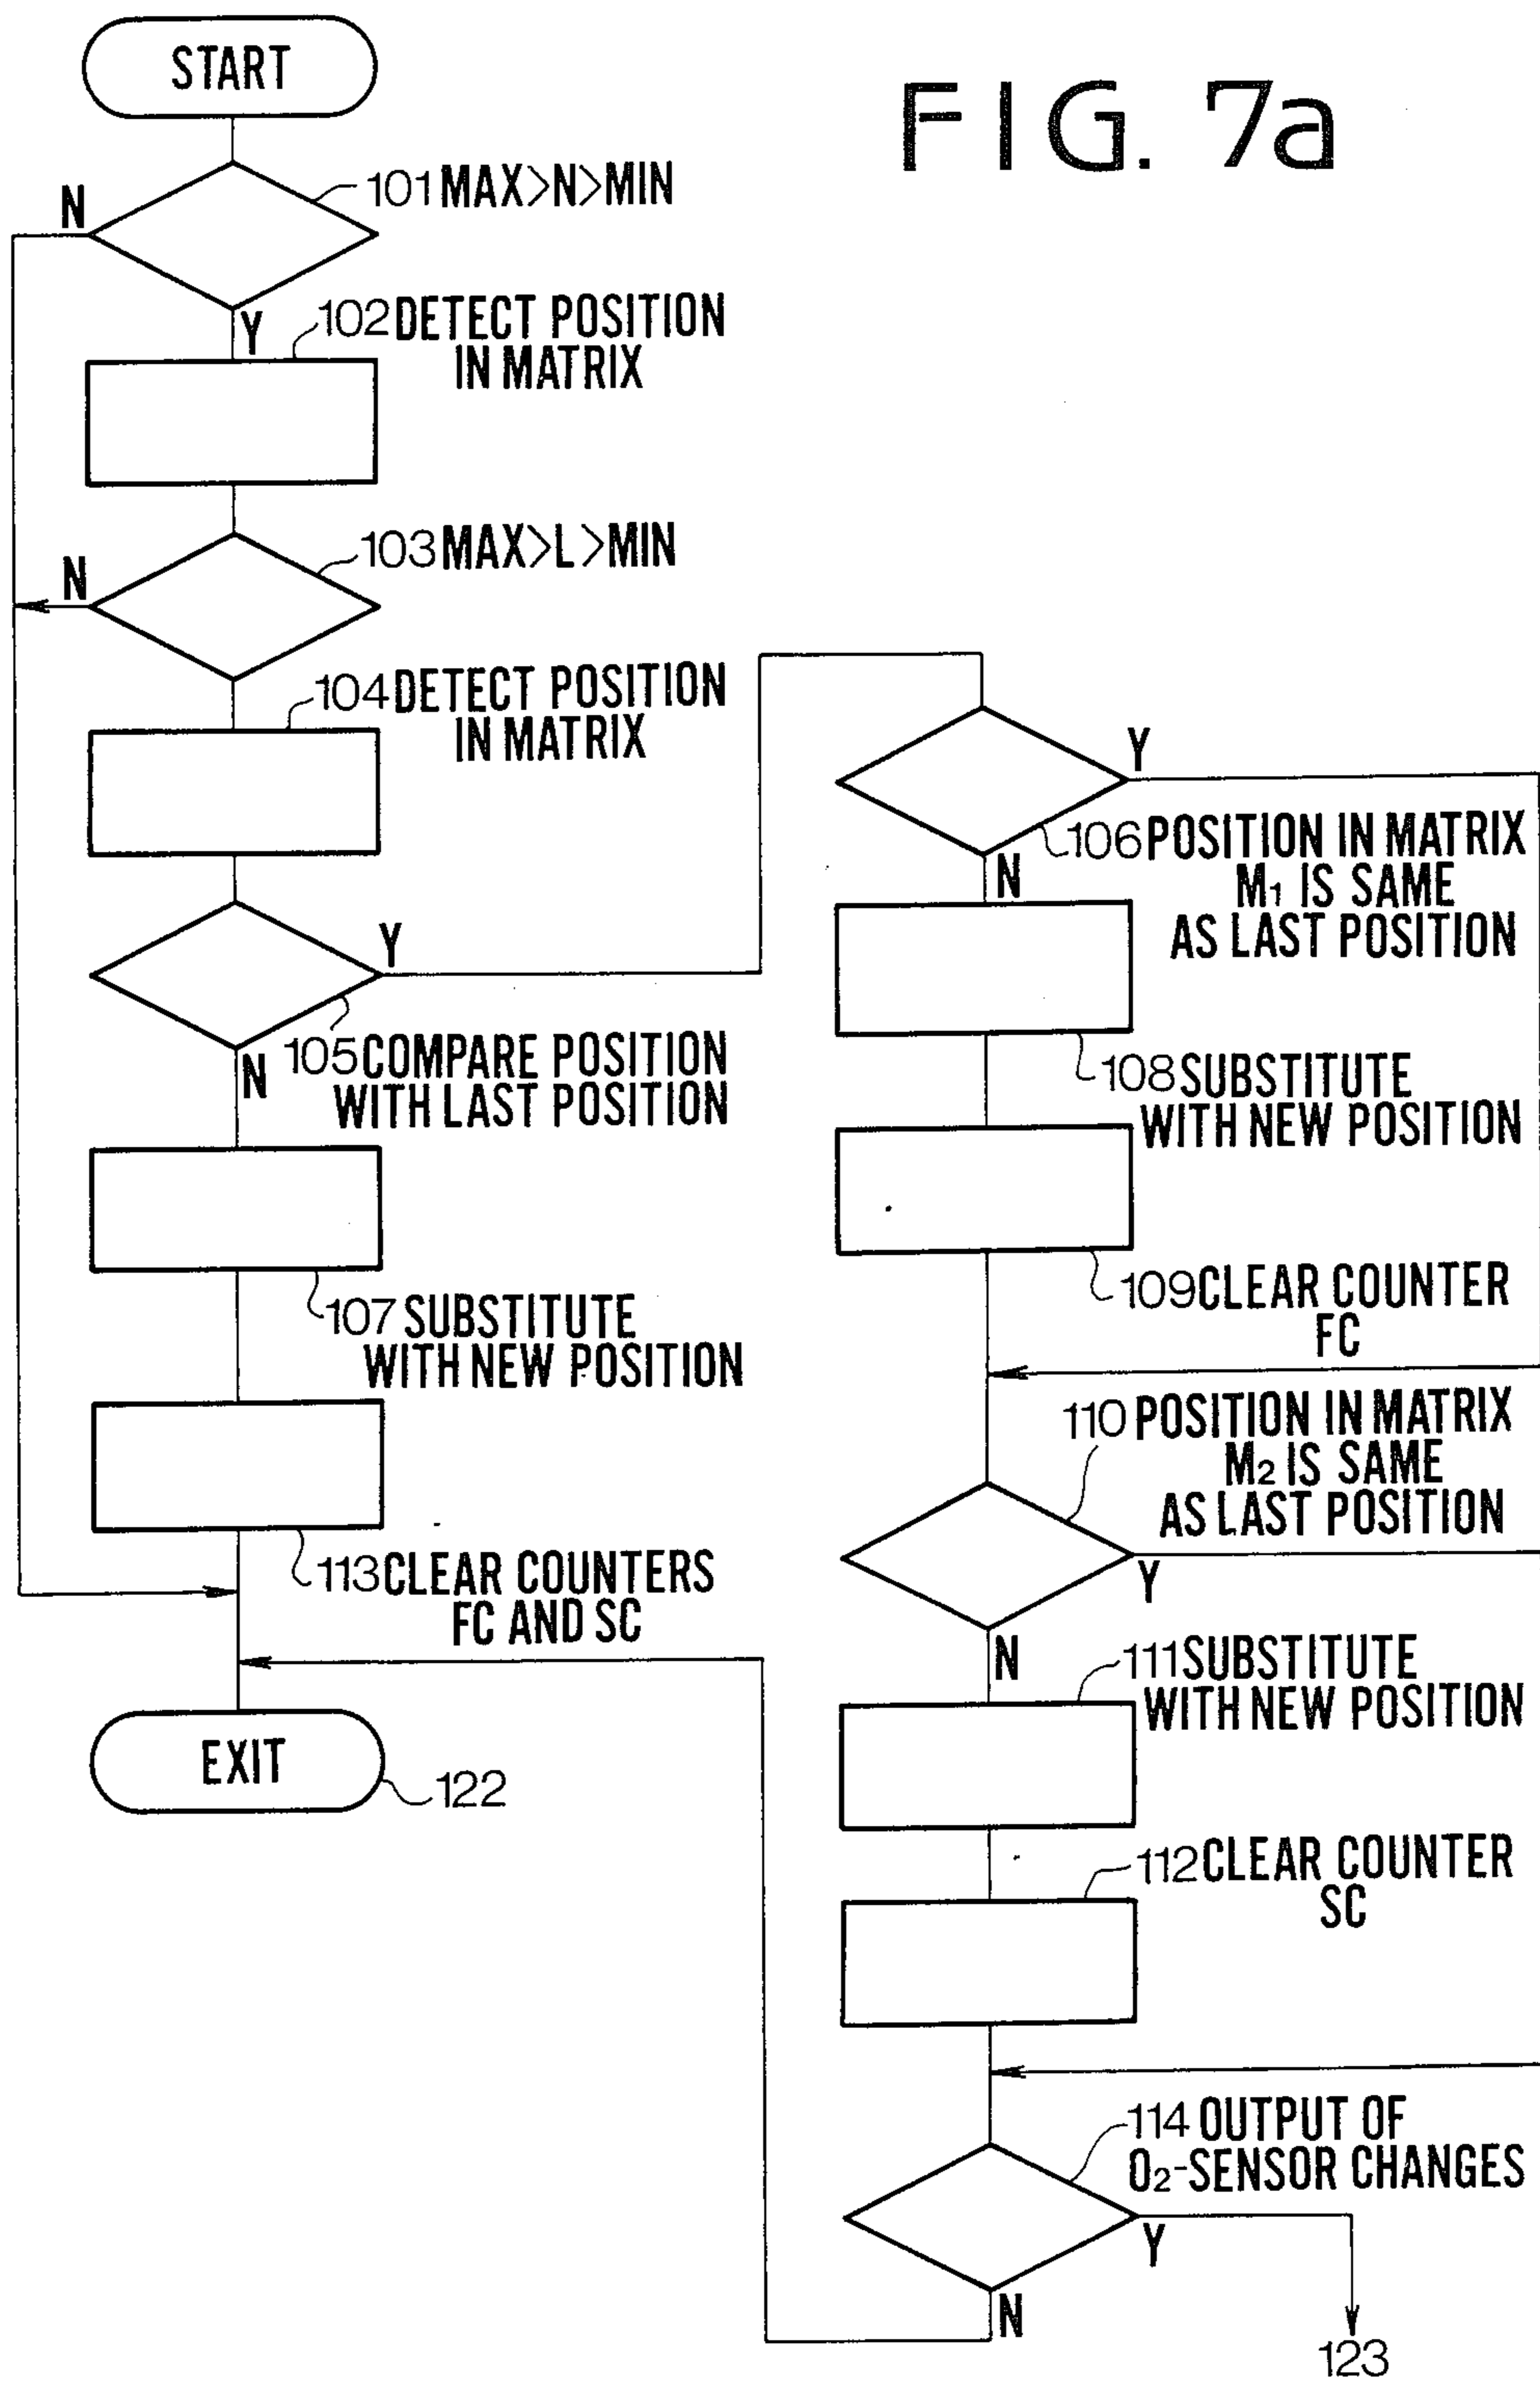 FIG. 7a
START
101 MAX>N>MIN
N
Y
102 DETECT POSITION
IN MATRIX
103 MAX>L>MIN
N
104 DETECT POSITION
IN MATRIX
Y
105 COMPARE POSITION
WITH LAST POSITION
N
107 SUBSTITUTE
WITH NEW POSITION
113 CLEAR COUNTERS
FC AND SC
EXIT
122
Y
106 POSITION IN MATRIX
M1 IS SAME
AS LAST POSITION
N
108 SUBSTITUTE
WITH NEW POSITION
109 CLEAR COUNTER
FC
110 POSITION IN MATRIX
M2 IS SAME
AS LAST POSITION
Y
N
111 SUBSTITUTE
WITH NEW POSITION
112 CLEAR COUNTER
SC
114 OUTPUT OF
O2-SENSOR CHANGES
Y
N
123